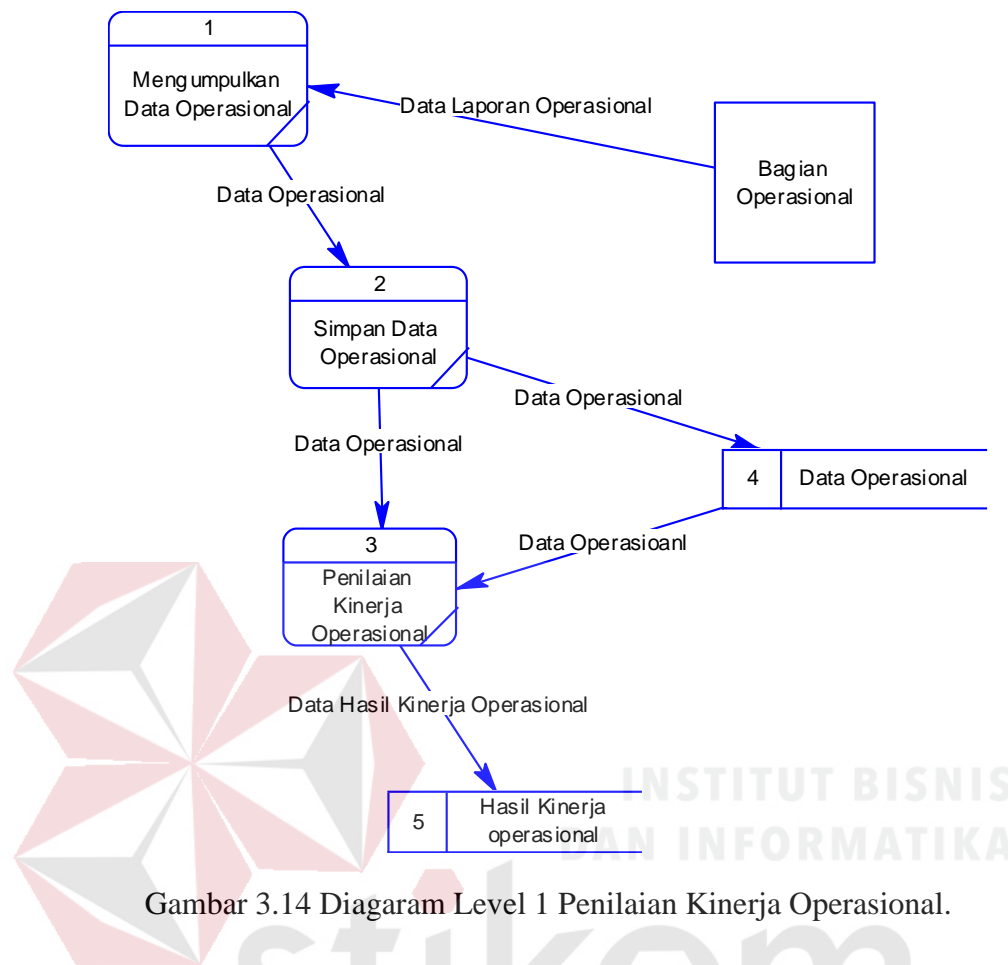 1
Mengumpulkan
Data Operasional
Data Laporan Operasional
Bagian
Operasional
Data Operasional
2
Simpan Data
Operasional
Data Operasional
Data Operasional
4
Data Operasional
3
Penilaian
Kinerja
Operasional
Data Operasioanl
Data Hasil Kinerja Operasional
5
Hasil Kinerja
operasional
INSTITUT BISNIS
DAN INFORMATIKA
Gambar 3.14 Diagaram Level 1 Penilaian Kinerja Operasional.
stikom